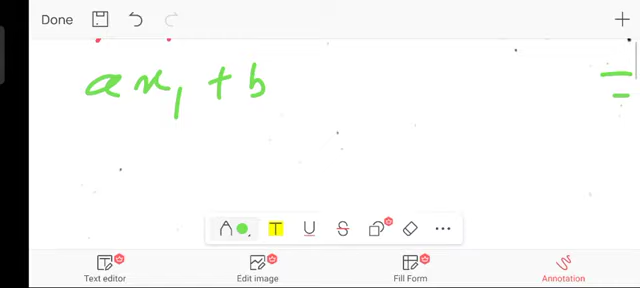 Done
ax₁ + b =
T U S
Text editor Edit image Fill Form Annotation